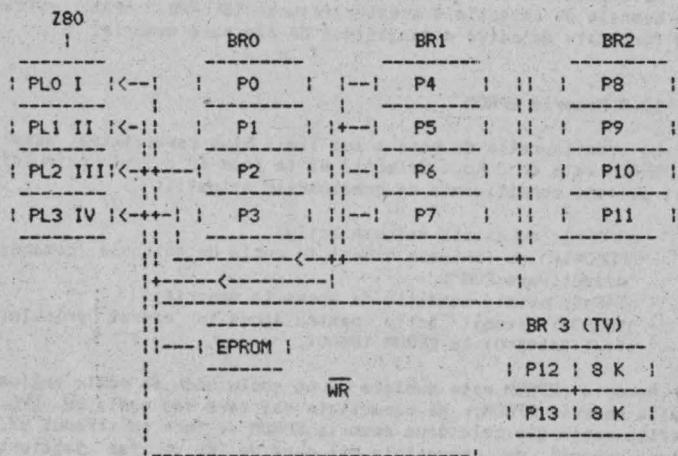 Z80
BR0 BR1 BR2
PL0 I P0 P4 P8
PL1 II P1 P5 P9
PL2 III P2 P6 P10
PL3 IV P3 P7 P11
BR 3 (TV)
EPROM
P12 8 K
WR
P13 8 K